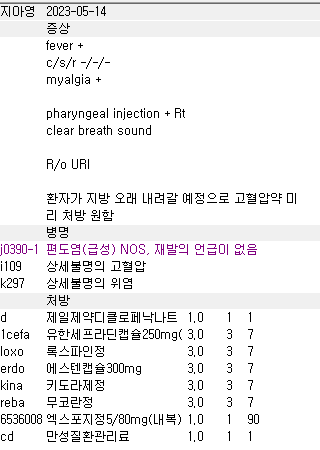 지마영 2023-05-14
증상
fever +
c/s/r -/-/-
myalgia +
pharyngeal injection + Rt
clear breath sound
R/o URI
환자가 지방 오래 내려갈 예정으로 고혈압약 미
리 처방 원함
병명
j0390-1 편도염(급성) NOS, 재발의 언급이 없음
i109 상세불명의 고혈압
k297 상세불명의 위염
처방
d 제일제약디클로페낙나트 1.0 1 1
1cefa 유한세프라딘캡슐250mg( 3.0 3 7
loxo 록스파인정 3.0 3 7
erdo 에스텐캡슐300mg 3.0 3 7
kina 키도라제정 3.0 3 7
reba 무코란정 3.0 3 7
6536008 엑스포지정5/80mg(내복) 1.0 1 90
cd 만성질환관리료 1.0 1 1